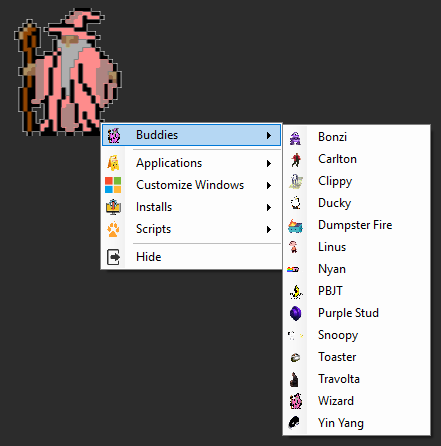 Buddies
Applications
Customize Windows
Installs
Scripts
Hide
Bonzi
Carlton
Clippy
Ducky
Dumpster Fire
Linus
Nyan
PBJT
Purple Stud
Snoopy
Toaster
Travolta
Wizard
Yin Yang